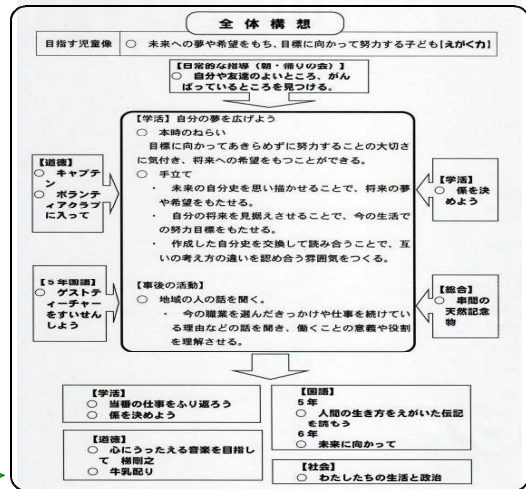 全体構想
目指す児童像
○ 未来への夢や希望をもち、目標に向かって努力する子ども【えがく力】
【日常的な指導（朝・帰りの会）】
○ 自分や友達のよいところ、がん
ばっているところを見つける。
【学活】自分の夢を広げよう
○ 本時のねらい
目標に向かってあきらめずに努力することの大切さ
に気付き、将来への希望をもつことができる。
○ 手立て
・ 未来の自分史を思い描かせることで、将来の夢
や希望をもたせる。
・ 自分の将来を見据えさせることで、今の生活で
の努力目標をもたせる。
・ 作成した自分史を交換して読み合うことで、互
いの考え方の違いを認め合う雰囲気をつくる。
【事後の活動】
○ 地域の人の話を聞く。
・ 今の職業を選んだきっかけや仕事を続けてい
る理由などの話を聞き、働くことの意義や役割
を理解させる。
【道徳】
○ キャプテ
ン
○ ボランテ
ィアクラブ
に入って
【５年国語】
○ ゲストテ
ィーチャー
をすいせん
しよう
【学活】
○ 係を決
めよう
【総合】
○ 串間の
天然記念
物
【学活】
○ 当番の仕事をふり返ろう
○ 係を決めよう
【道徳】
○ 心にうったえる音楽を目指し
て 梯剛之
○ 牛乳配り
【国語】
５年
○ 人間の生き方をえがいた伝記
を読もう
６年
○ 未来に向かって
【社会】
○ わたしたちの生活と政治